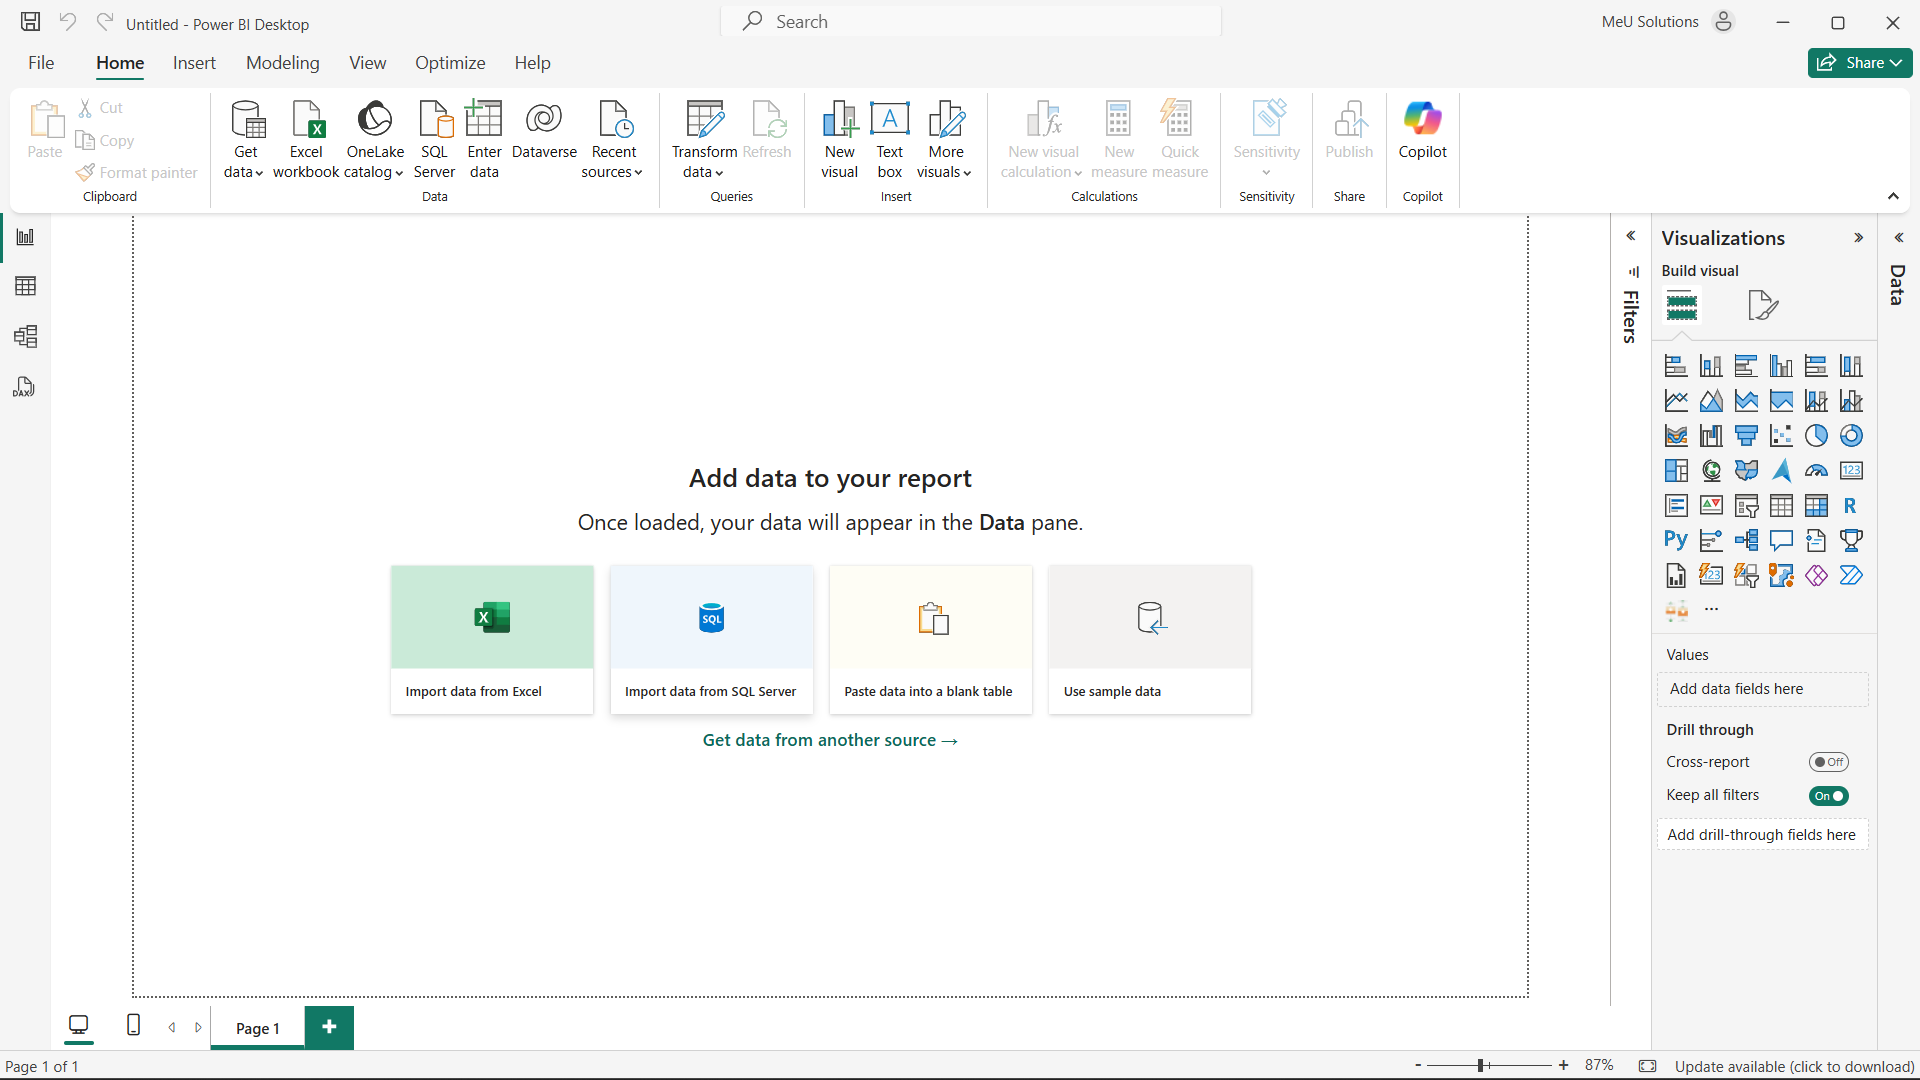 Untitled - Power BI Desktop
Search
MeU Solutions
File Home Insert Modeling View Optimize Help
Share
Paste
Cut
Copy
Format painter
Clipboard
Get data
Excel workbook
OneLake catalog
SQL Server
Enter data
Dataverse
Recent sources
Data
Transform data
Refresh
Queries
New visual
Text box
More visuals
Insert
New visual calculation
New measure
Quick measure
Calculations
Sensitivity
Sensitivity
Publish
Share
Copilot
Copilot
DAX
Add data to your report
Once loaded, your data will appear in the Data pane.
X
SQL
Import data from Excel
Import data from SQL Server
Paste data into a blank table
Use sample data
Get data from another source →
Filters
Visualizations
Build visual
123
R
Py
123
Values
Add data fields here
Drill through
Cross-report
Off
Keep all filters
On
Add drill-through fields here
Data
Page 1
Page 1 of 1
- + 87%
Update available (click to download)